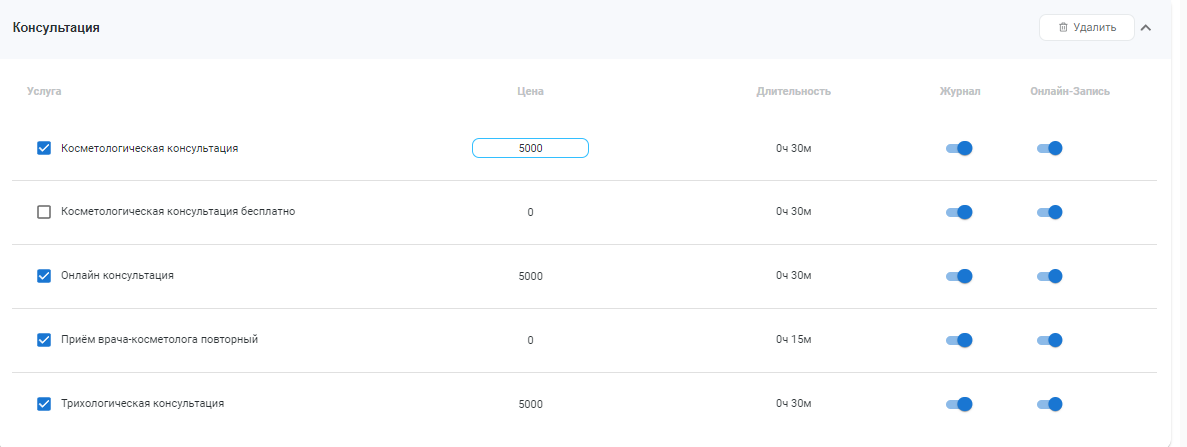 Консультация Удалить
Услуга Цена Длительность Журнал Онлайн-Запись
Косметологическая консультация 5000 0ч 30м
Косметологическая консультация бесплатно 0 0ч 30м
Онлайн консультация 5000 0ч 30м
Приём врача-косметолога повторный 0 0ч 15м
Трихологическая консультация 5000 0ч 30м